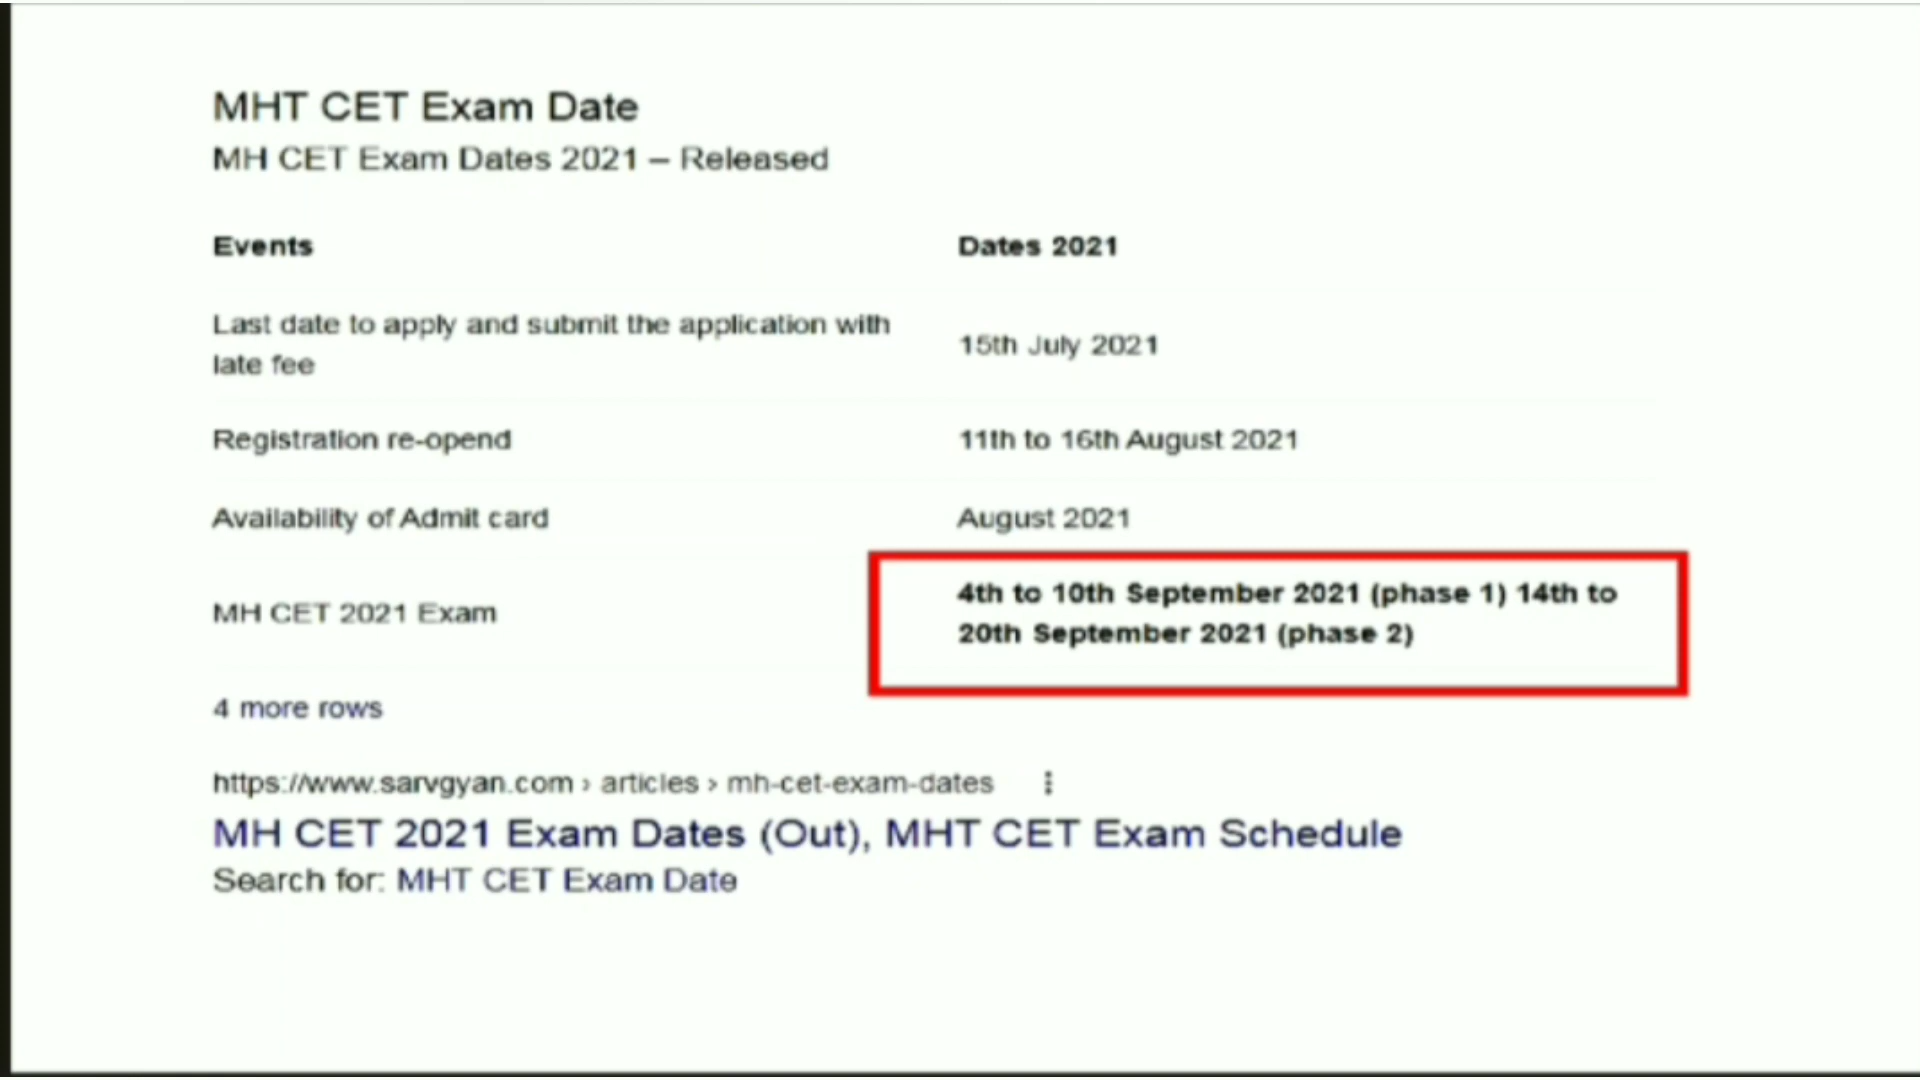 MHT CET Exam Date
MH CET Exam Dates 2021 – Released
Events Dates 2021
Last date to apply and submit the application with
late fee
15th July 2021
Registration re-opend 11th to 16th August 2021
Availability of Admit card August 2021
MH CET 2021 Exam
4th to 10th September 2021 (phase 1) 14th to
20th September 2021 (phase 2)
4 more rows
https://www.sarvgyan.com › articles › mh-cet-exam-dates
MH CET 2021 Exam Dates (Out), MHT CET Exam Schedule
Search for: MHT CET Exam Date